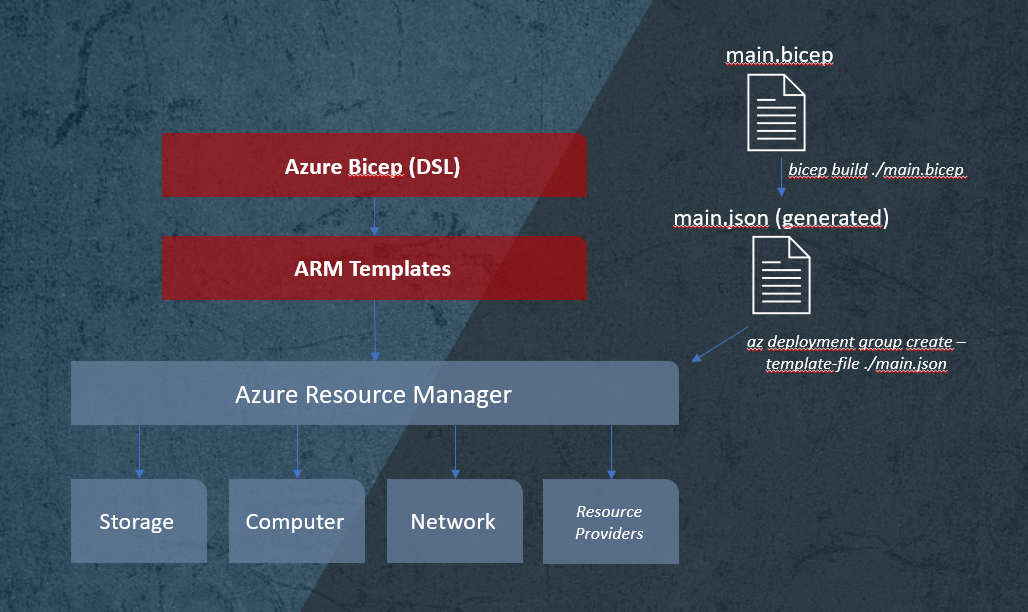 main.bicep
bicep build ./main.bicep
main.json (generated)
az deployment group create –
template-file ./main.json
Azure Bicep (DSL)
ARM Templates
Azure Resource Manager
Storage
Computer
Network
Resource
Providers